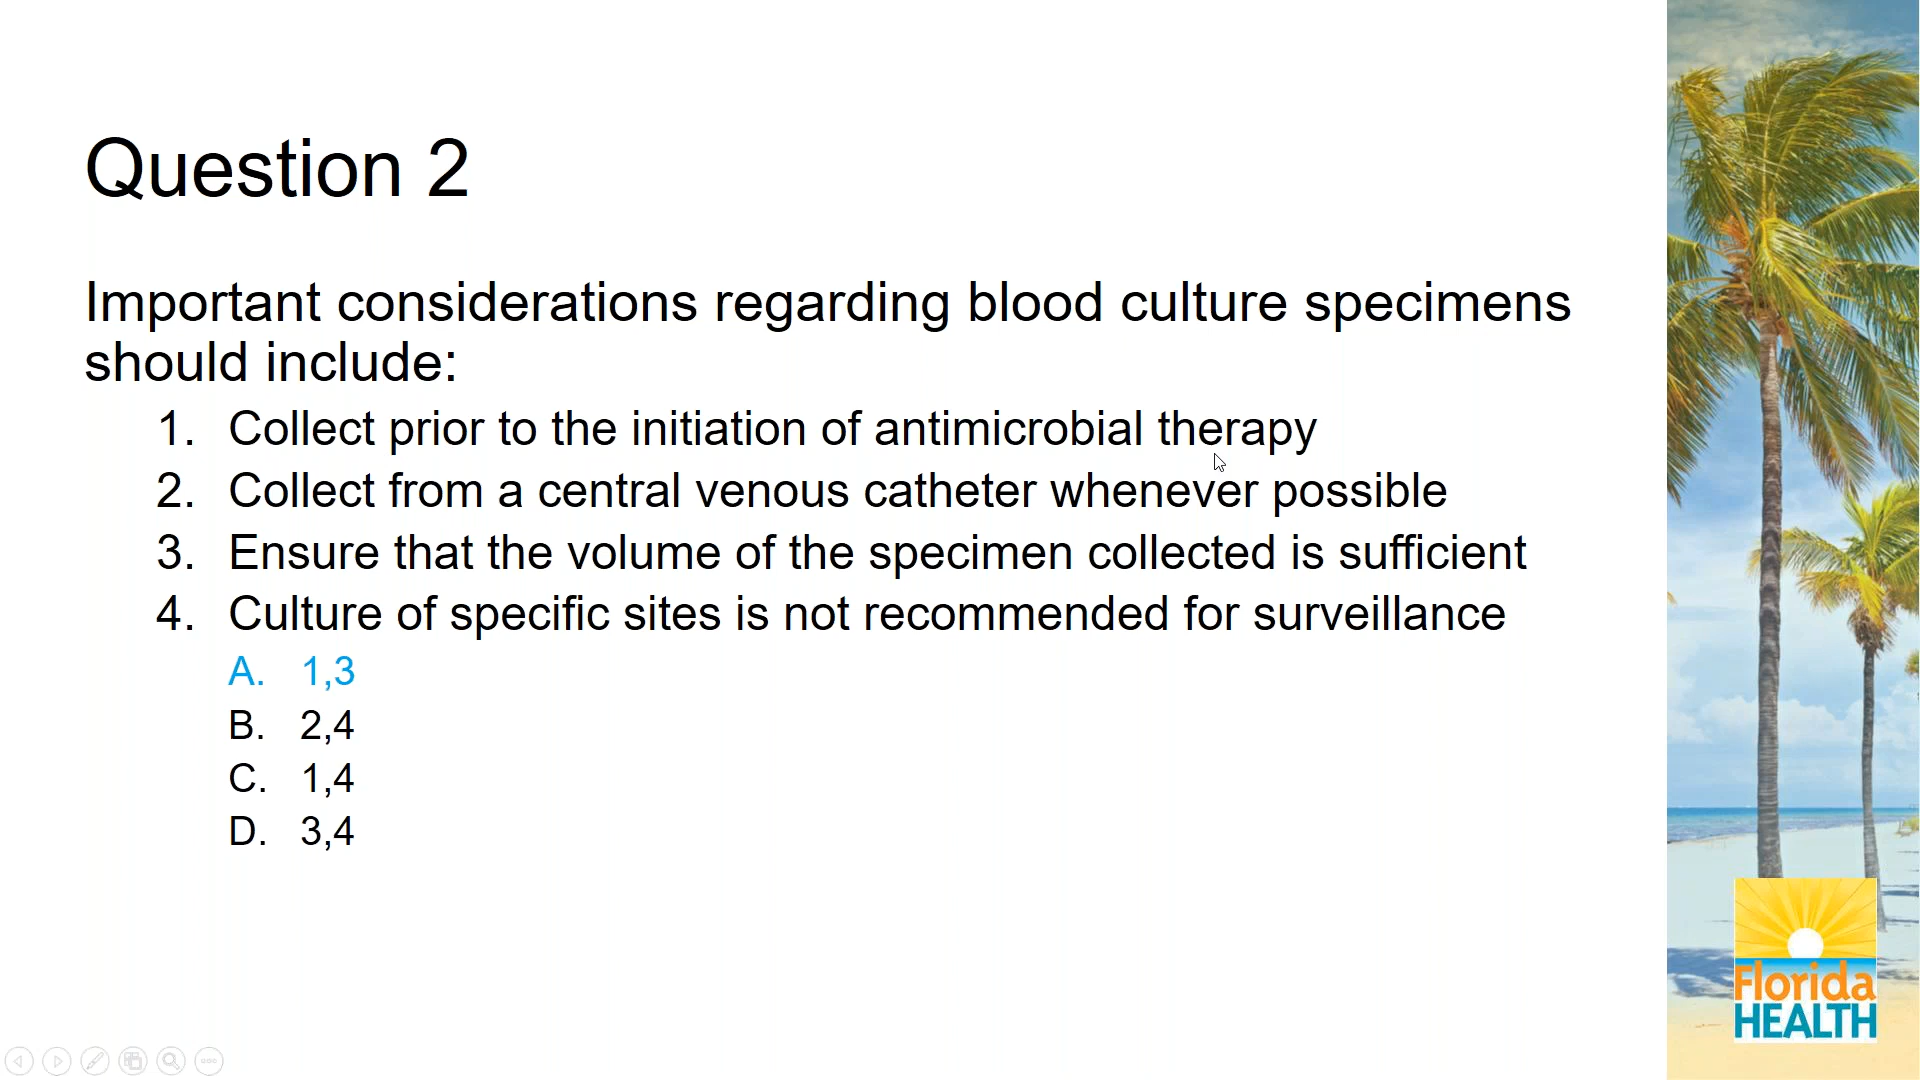 Question 2
Important considerations regarding blood culture specimens
should include:
1. Collect prior to the initiation of antimicrobial therapy
2. Collect from a central venous catheter whenever possible
3. Ensure that the volume of the specimen collected is sufficient
4. Culture of specific sites is not recommended for surveillance
A. 1,3
B. 2,4
C. 1,4
D. 3,4
Florida
HEALTH